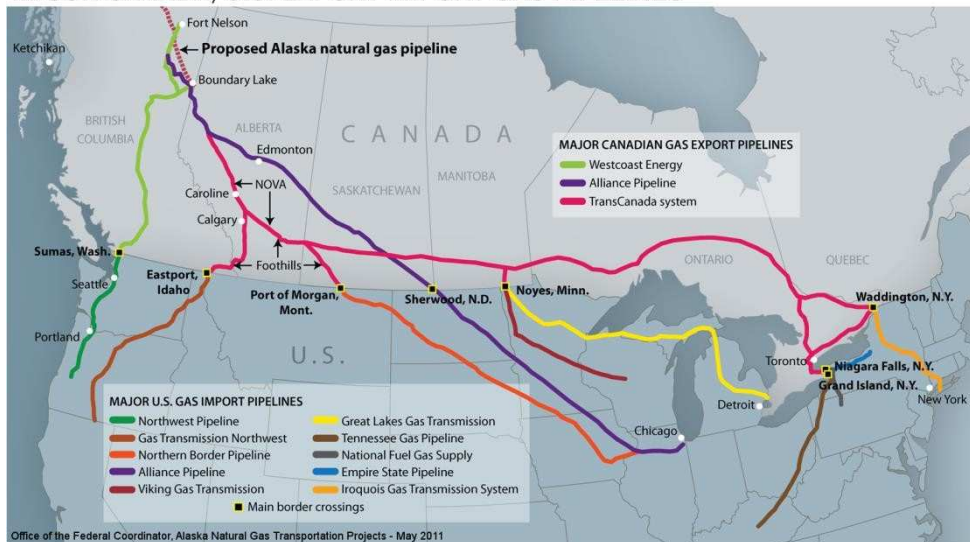 Fort Nelson
Ketchikan
Proposed Alaska natural gas pipeline
Boundary Lake
BRITISH
COLUMBIA
ALBERTA
CANADA
Edmonton
SASKATCHEWAN
MANITOBA
NOVA
Caroline
Calgary
Foothills
MAJOR CANADIAN GAS EXPORT PIPELINES
Westcoast Energy
Alliance Pipeline
TransCanada system
ONTARIO
QUEBEC
Sumas, Wash.
Seattle
Eastport,
Idaho
Port of Morgan,
Mont.
Sherwood, N.D.
Noyes, Minn.
Waddington, N.Y.
Portland
U.S.
Toronto
Niagara Falls, N.Y.
Grand Island, N.Y.
Detroit
New York
Chicago
MAJOR U.S. GAS IMPORT PIPELINES
Northwest Pipeline
Gas Transmission Northwest
Northern Border Pipeline
Alliance Pipeline
Viking Gas Transmission
Great Lakes Gas Transmission
Tennessee Gas Pipeline
National Fuel Gas Supply
Empire State Pipeline
Iroquois Gas Transmission System
Main border crossings
Office of the Federal Coordinator, Alaska Natural Gas Transportation Projects - May 2011